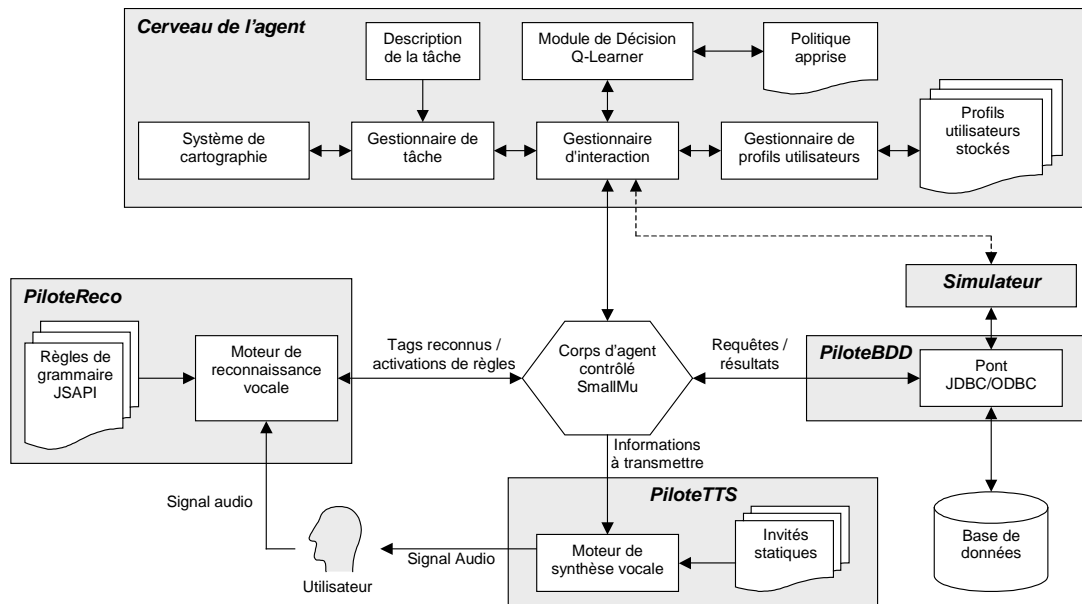 Cerveau de l'agent
Description
de la tâche
Module de Décision
Q-Learner
Politique
apprise
Système de
cartographie
Gestionnaire de
tâche
Gestionnaire
d'interaction
Gestionnaire de
profils utilisateurs
Profils
utilisateurs
stockés
Simulateur
PiloteReco
Règles de
grammaire
JSAPI
Moteur de
reconnaissance
vocale
Tags reconnus /
activations de règles
Corps d'agent
contrôlé
SmallMu
Requêtes /
résultats
PiloteBDD
Pont
JDBC/ODBC
Informations
à transmettre
Signal audio
PiloteTTS
Utilisateur
Signal Audio
Moteur de
synthèse vocale
Invités
statiques
Base de
données